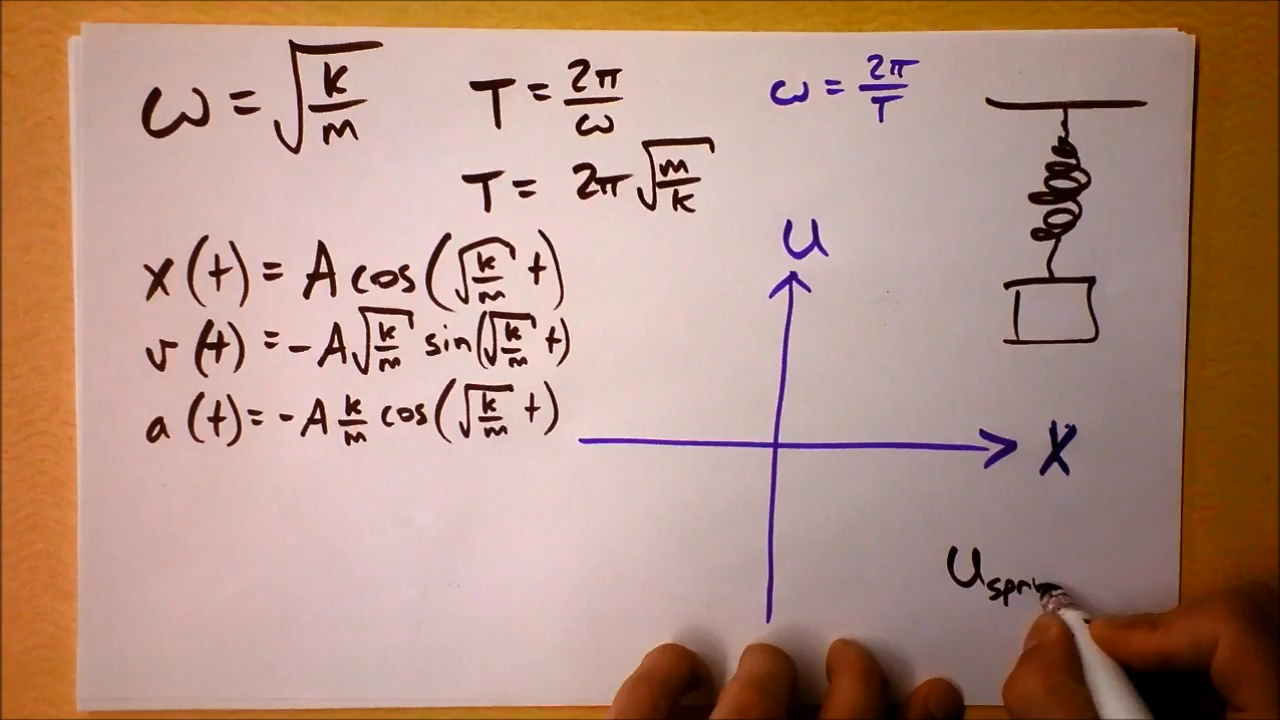 ω = √(k/m)
T = 2π/ω
ω = 2π/T
T = 2π √(m/k)
x(t) = A cos(√(k/m) t)
v(t) = -A√(k/m) sin(√(k/m) t)
a(t) = -A k/m cos(√(k/m) t)
U
X
U